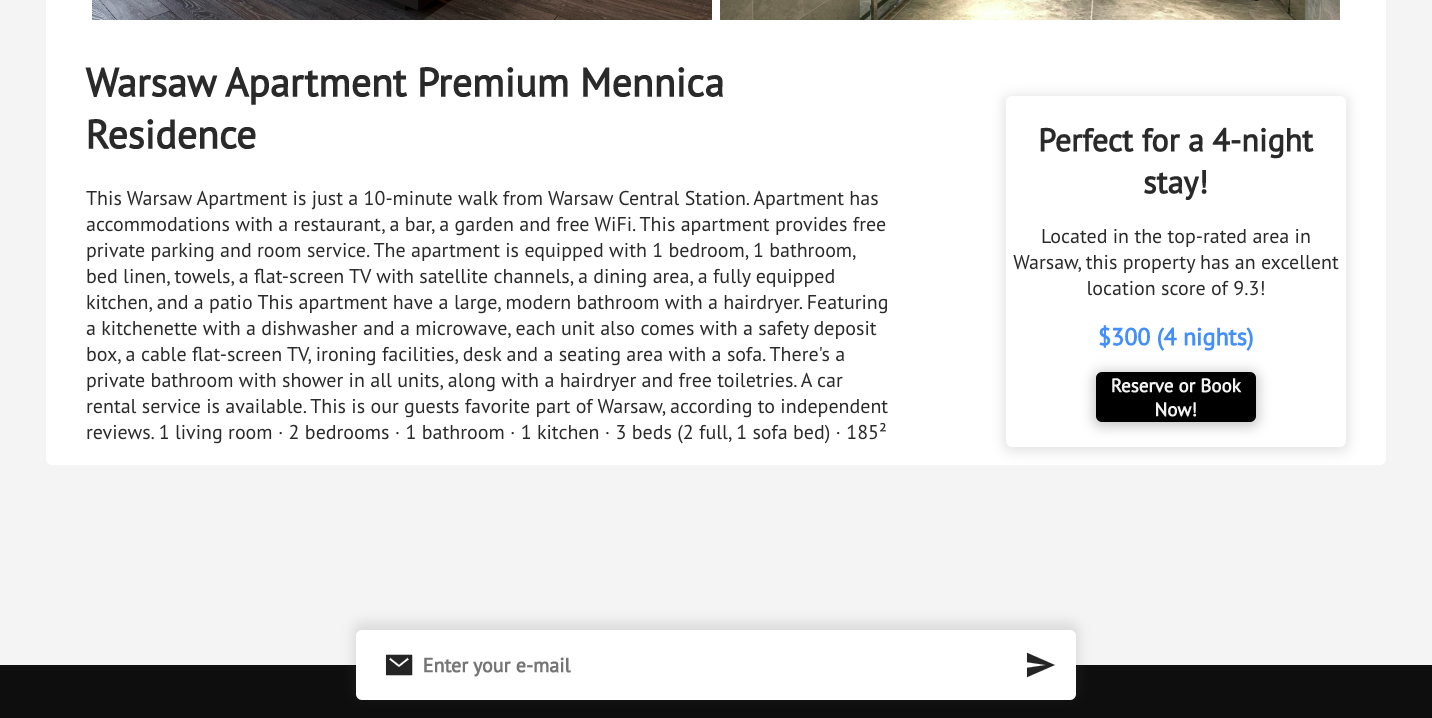 Warsaw Apartment Premium Mennica
Residence
This Warsaw Apartment is just a 10-minute walk from Warsaw Central Station. Apartment has
accommodations with a restaurant, a bar, a garden and free WiFi. This apartment provides free
private parking and room service. The apartment is equipped with 1 bedroom, 1 bathroom,
bed linen, towels, a flat-screen TV with satellite channels, a dining area, a fully equipped
kitchen, and a patio This apartment have a large, modern bathroom with a hairdryer. Featuring
a kitchenette with a dishwasher and a microwave, each unit also comes with a safety deposit
box, a cable flat-screen TV, ironing facilities, desk and a seating area with a sofa. There's a
private bathroom with shower in all units, along with a hairdryer and free toiletries. A car
rental service is available. This is our guests favorite part of Warsaw, according to independent
reviews. 1 living room · 2 bedrooms · 1 bathroom · 1 kitchen · 3 beds (2 full, 1 sofa bed) · 185²
Perfect for a 4-night
stay!
Located in the top-rated area in
Warsaw, this property has an excellent
location score of 9.3!
$300 (4 nights)
Reserve or Book
Now!
Enter your e-mail